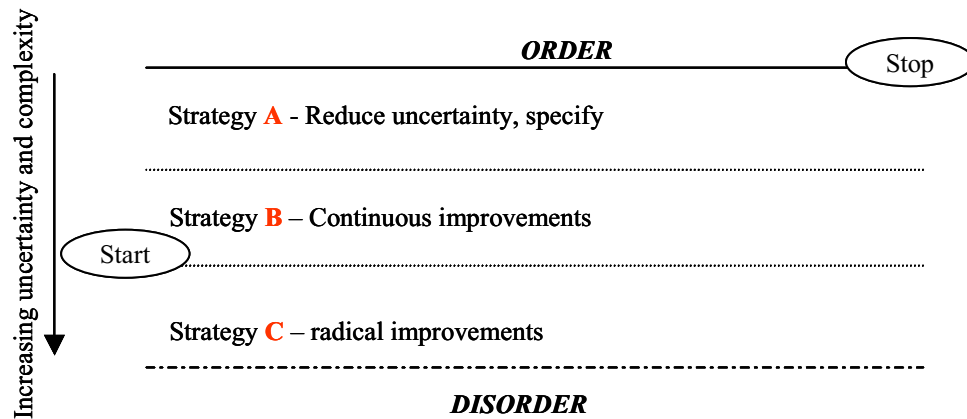 ORDER
Stop
Strategy A - Reduce uncertainty, specify
Strategy B – Continuous improvements
Start
Strategy C – radical improvements
DISORDER
Increasing uncertainty and complexity